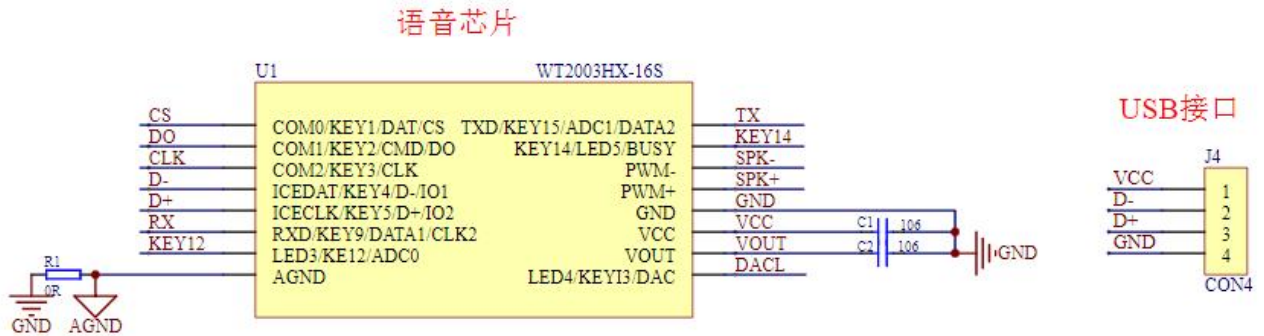 语音芯片
U1 WT2003HX-16S
CS COM0/KEY1/DAT/CS TXD/KEY15/ADC1/DATA2 TX
DO COM1/KEY2/CMD/DO KEY14/LED5/BUSY KEY14
CLK COM2/KEY3/CLK PWM- SPK-
D- ICEDAT/KEY4/D-/IO1 PWM+ SPK+
D+ ICECLK/KEY5/D+/IO2 GND GND
RX RXD/KEY9/DATA1/CLK2 VCC VCC C1 106
KEY12 LED3/KE12/ADC0 VOUT VOUT C2 106
AGND LED4/KEYI3/DAC DACL
GND
R1
0R
GND AGND
USB接口
J4
VCC 1
D- 2
D+ 3
GND 4
CON4